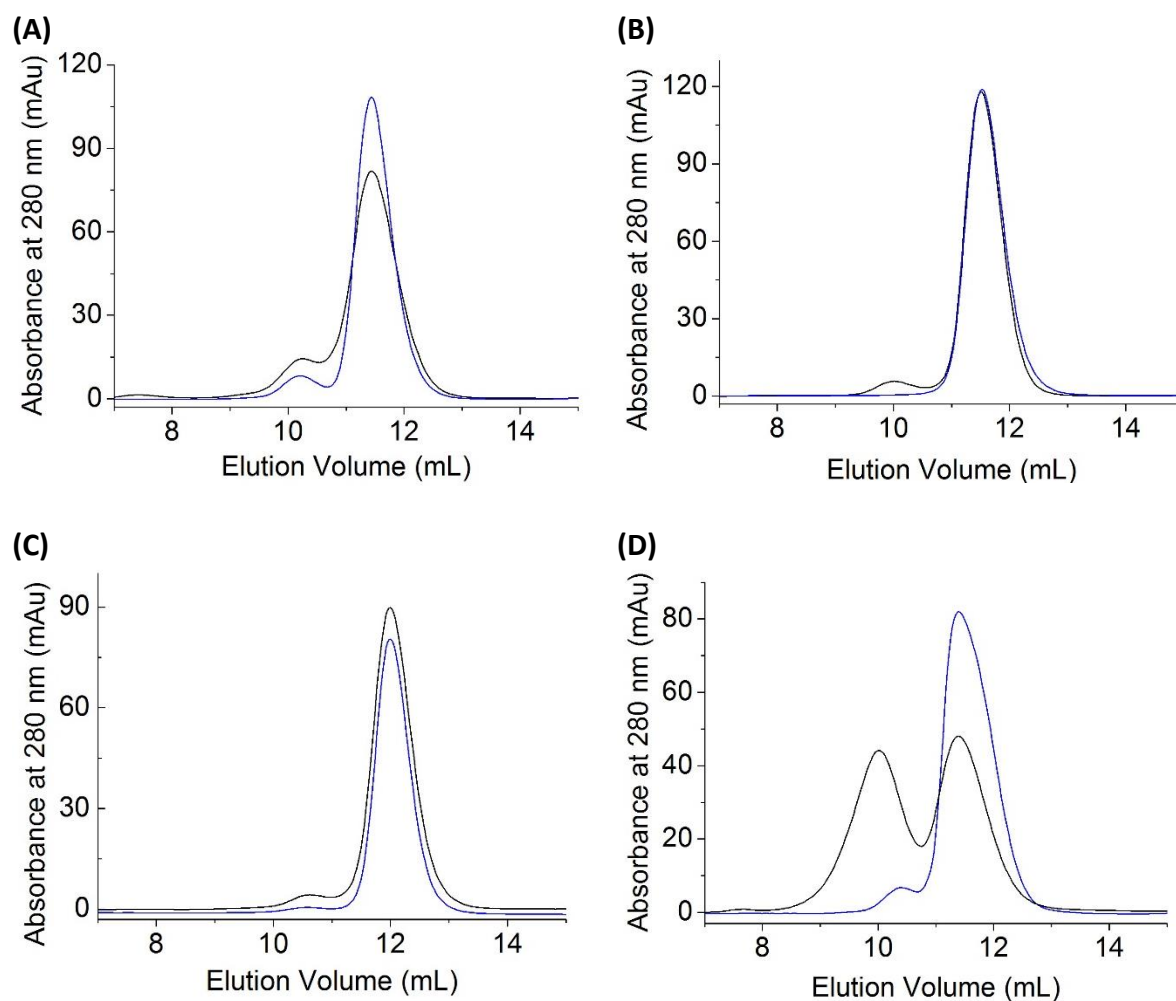 (A)
Absorbance at 280 nm (mAu)
120
90
60
30
0
8 10 12 14
Elution Volume (mL)
(B)
Absorbance at 280 nm (mAu)
120
90
60
30
0
8 10 12 14
Elution Volume (mL)
(C)
Absorbance at 280 nm (mAu)
90
60
30
0
8 10 12 14
Elution Volume (mL)
(D)
Absorbance at 280 nm (mAu)
80
60
40
20
0
8 10 12 14
Elution Volume (mL)